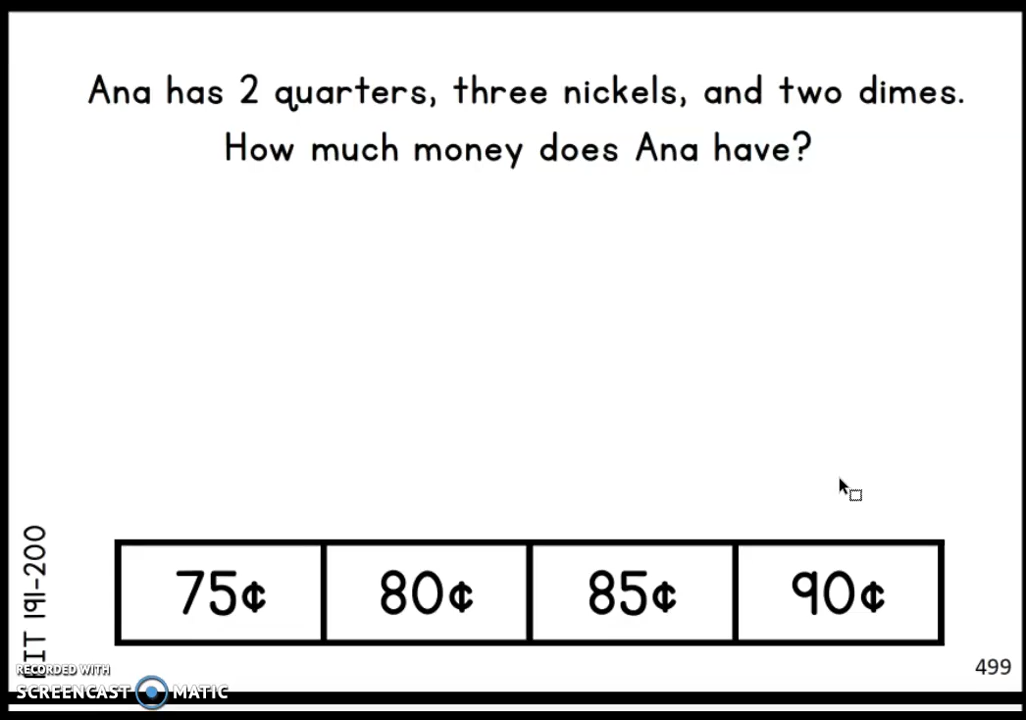 Ana has 2 quarters, three nickels, and two dimes.
How much money does Ana have?
75¢ 80¢ 85¢ 90¢
191-200
RECORDED WITH
SCREENCAST MATIC
499